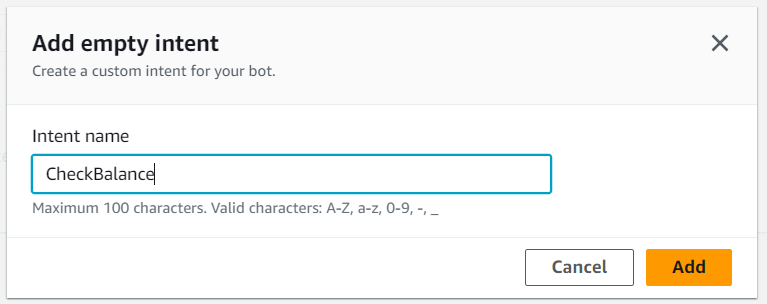 Add empty intent
Create a custom intent for your bot.
Intent name
CheckBalance
Maximum 100 characters. Valid characters: A-Z, a-z, 0-9, -, _
Cancel
Add